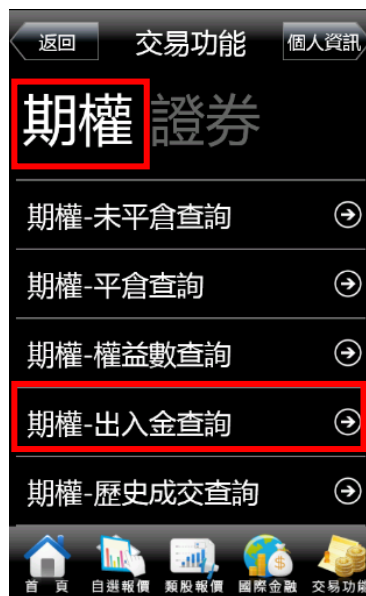 返回 交易功能 個人資訊
期權 證券
期權-未平倉查詢
期權-平倉查詢
期權-權益數查詢
期權-出入金查詢
期權-歷史成交查詢
首 頁 自選報價 類股報價 國際金融 交易功能